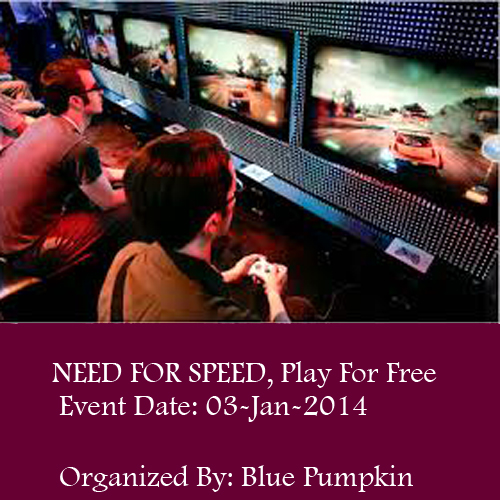 NEED FOR SPEED, Play For Free
Event Date: 03-Jan-2014
Organized By: Blue Pumpkin